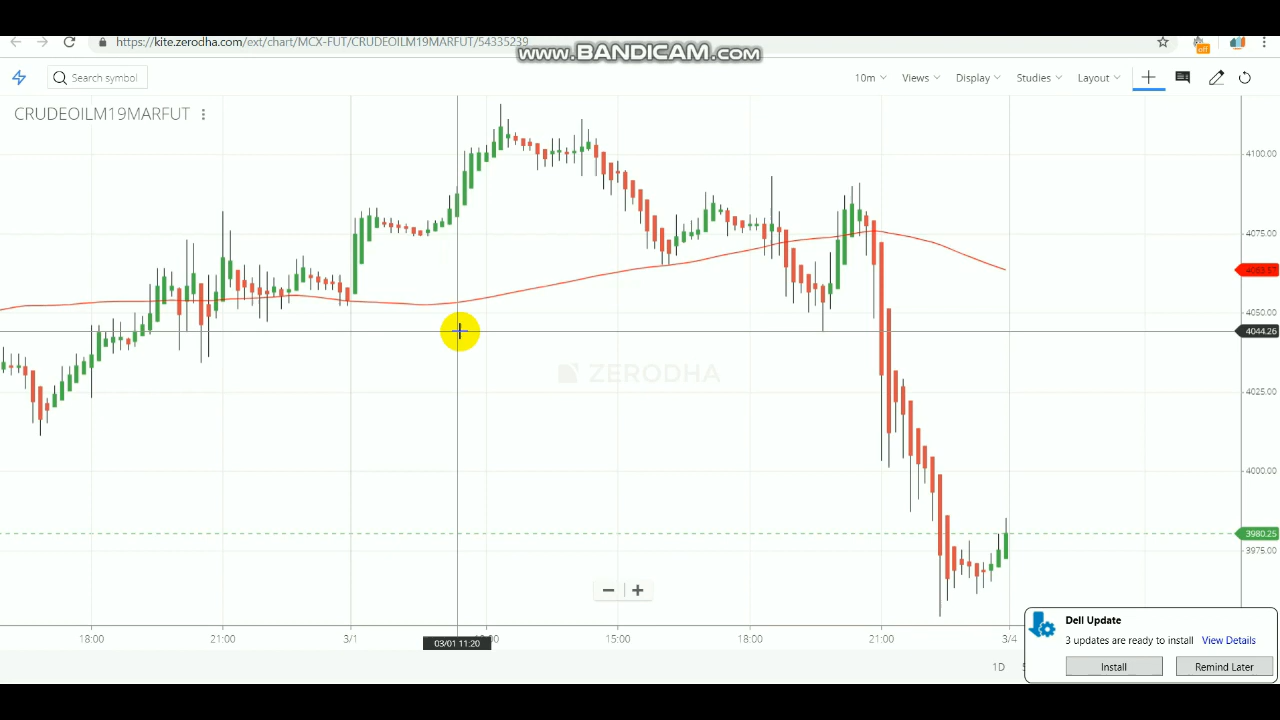 https://kite.zerodha.com/ext/chart/MCX-FUT/CRUDEOILM19MARFUT/54335239
www.BANDICAM.com
off
Search symbol
10m Views Display Studies Layout
CRUDEOILM19MARFUT
4100.00
4075.00
4063.57
4050.00
4044.26
ZERODHA
4025.00
4000.00
3980.25
3975.00
18:00 21:00 3/1 15:00 18:00 21:00 3/4
03/01 11:20
1D
Dell Update
3 updates are ready to install View Details
Install Remind Later